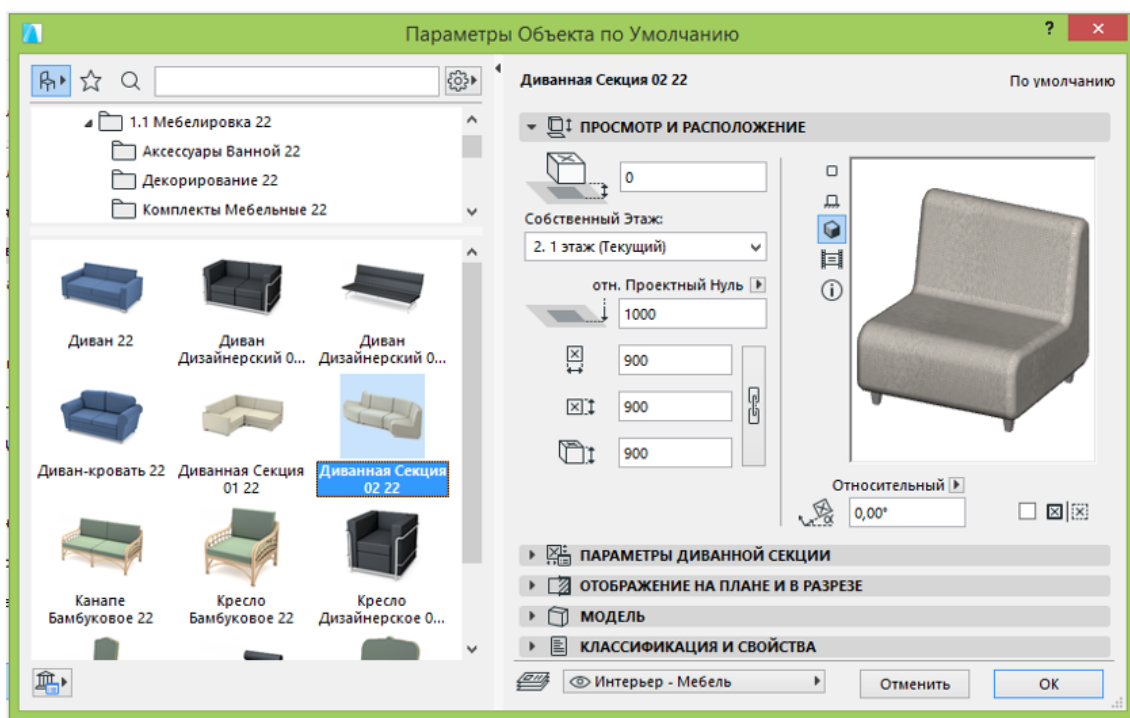 Параметры Объекта по Умолчанию
?
1.1 Мебелировка 22
Аксессуары Ванной 22
Декорирование 22
Комплекты Мебельные 22
Диван 22
Диван
Дизайнерский 0...
Диван
Дизайнерский 0...
Диван-кровать 22
Диванная Секция
01 22
Диванная Секция
02 22
Канапе
Бамбуковое 22
Кресло
Бамбуковое 22
Кресло
Дизайнерское 0...
Диванная Секция 02 22
По умолчанию
ПРОСМОТР И РАСПОЛОЖЕНИЕ
0
Собственный Этаж:
2. 1 этаж (Текущий)
отн. Проектный Нуль
1000
900
900
900
Относительный
α
0,00°
ПАРАМЕТРЫ ДИВАННОЙ СЕКЦИИ
ОТОБРАЖЕНИЕ НА ПЛАНЕ И В РАЗРЕЗЕ
МОДЕЛЬ
КЛАССИФИКАЦИЯ И СВОЙСТВА
Интерьер - Мебель
Отменить
ОК